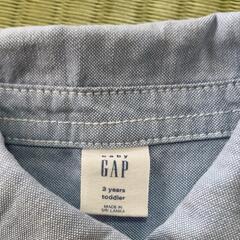 baby
GAP
3 years
toddler
MADE IN
SRI LANKA